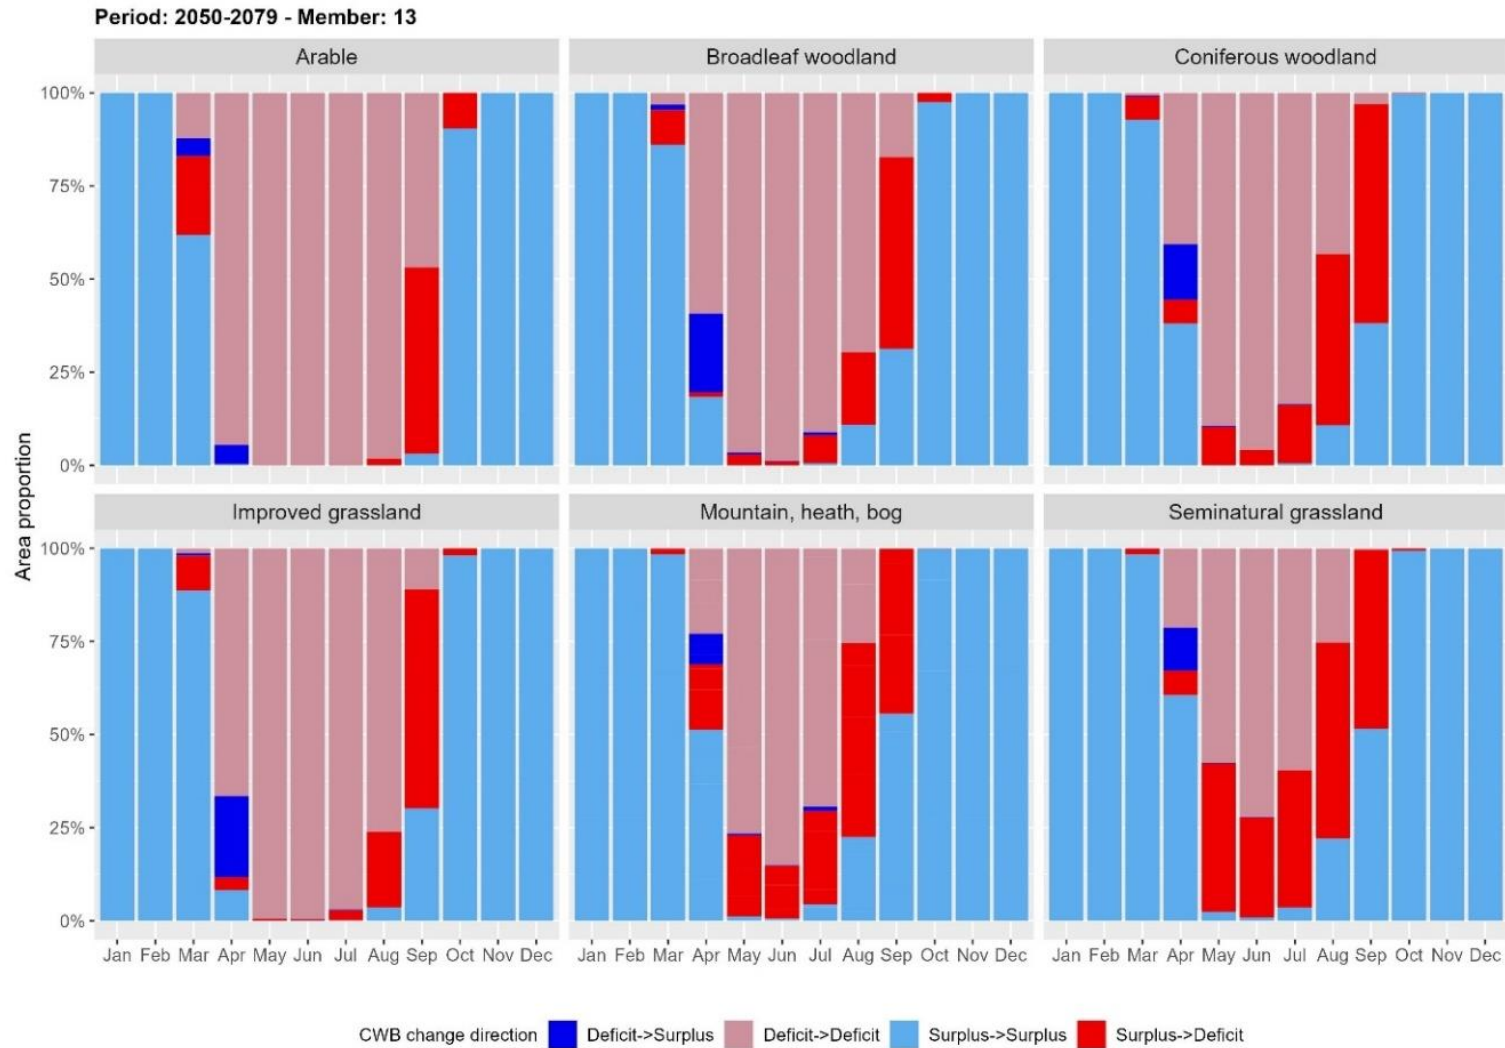 Period: 2050-2079 - Member: 13
Arable
Broadleaf woodland
Coniferous woodland
100%
75%
50%
25%
0%
Improved grassland
Mountain, heath, bog
Seminatural grassland
100%
75%
50%
25%
0%
Area proportion
Jan Feb Mar Apr May Jun Jul Aug Sep Oct Nov Dec
Jan Feb Mar Apr May Jun Jul Aug Sep Oct Nov Dec
Jan Feb Mar Apr May Jun Jul Aug Sep Oct Nov Dec
CWB change direction Deficit->Surplus Deficit->Deficit Surplus->Surplus Surplus->Deficit